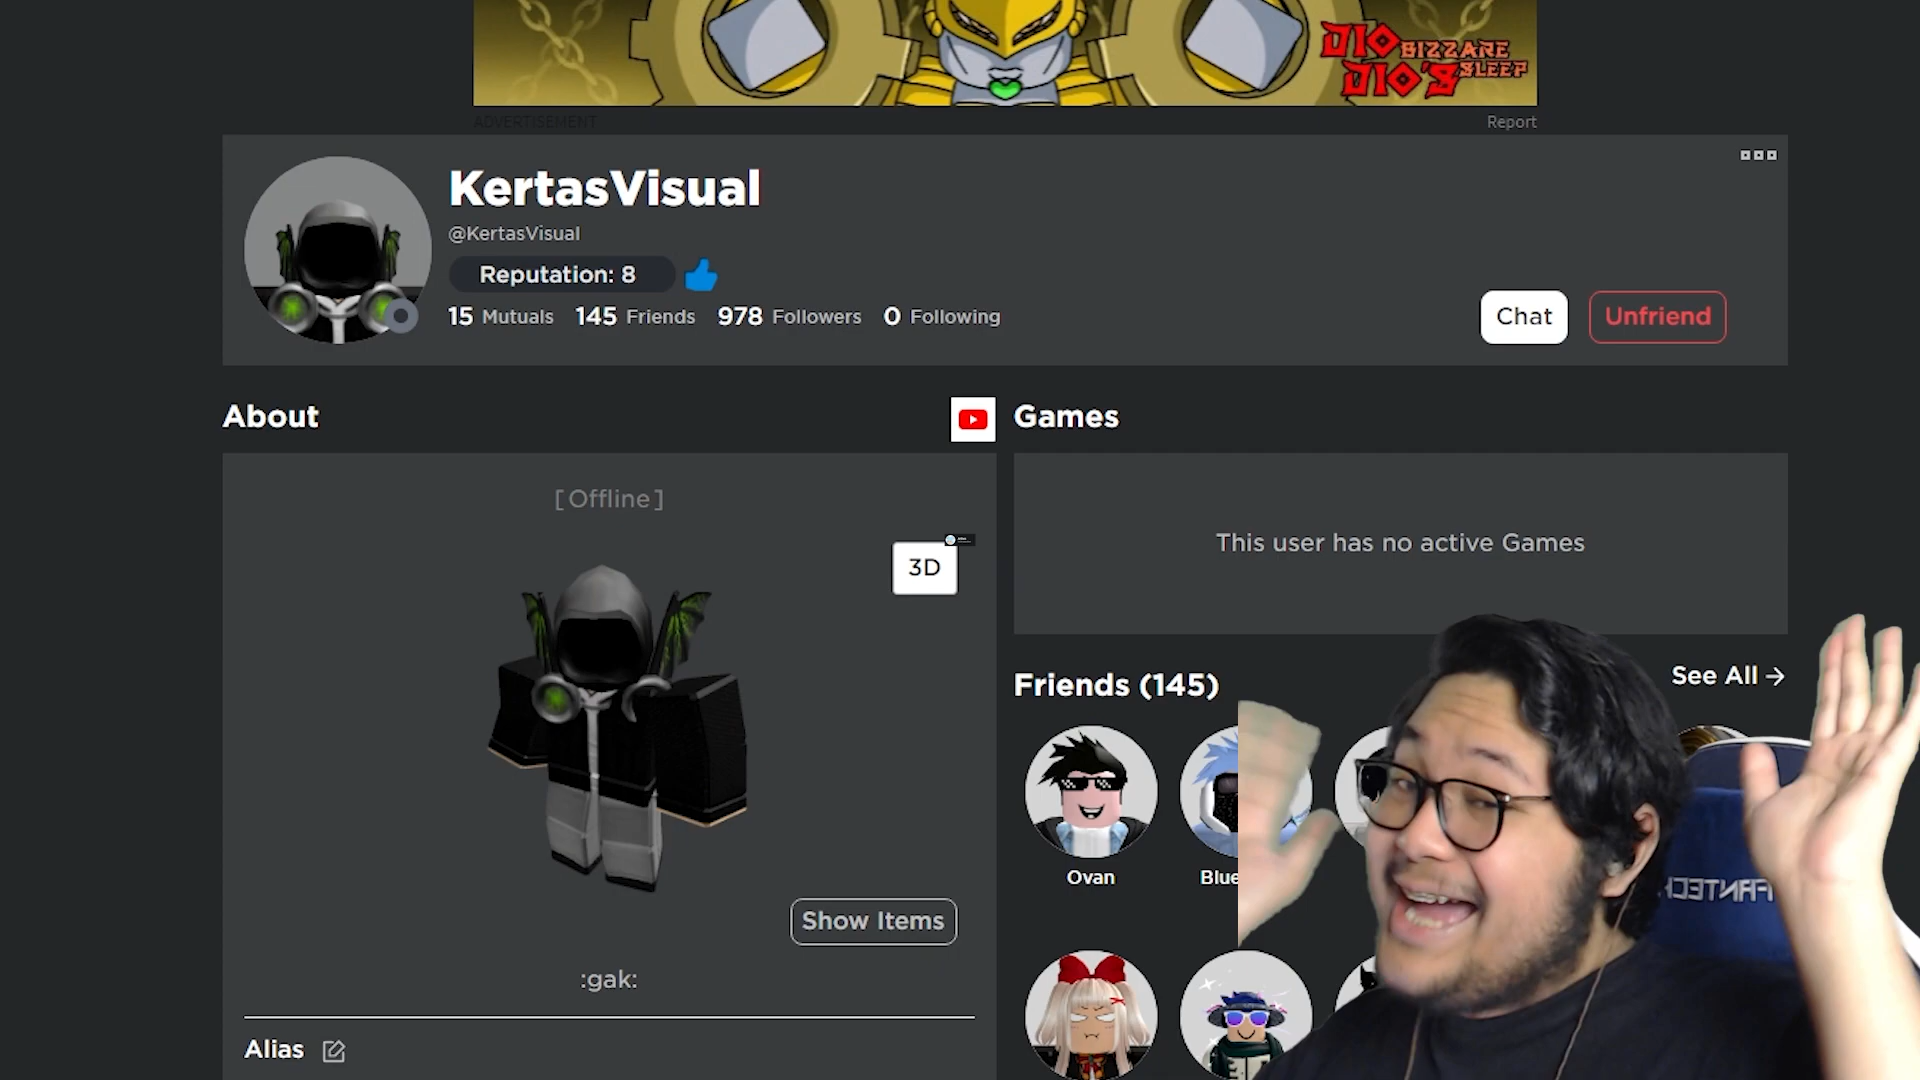 DIO BIZZARE
DIO'S SLEEP
ADVERTISEMENT
Report
KertasVisual
@KertasVisual
Reputation: 8
15 Mutuals 145 Friends 978 Followers 0 Following
Chat
Unfriend
About
Games
[ Offline ]
3D
This user has no active Games
Friends (145)
See All →
Ovan
Blue
FANTECH
Show Items
:gak:
Alias